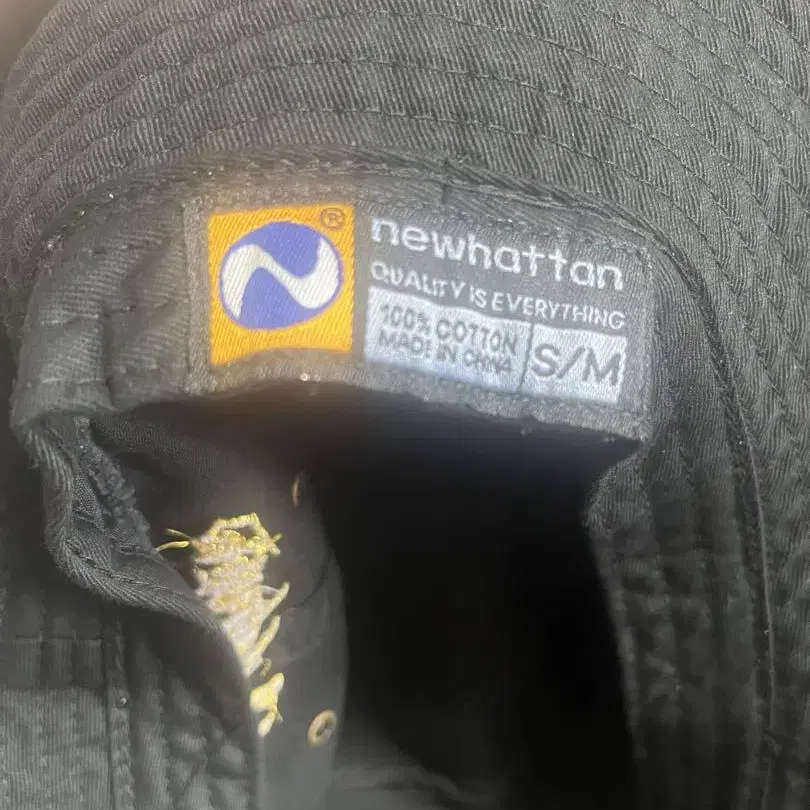 ®
newhattan
QUALITY IS EVERYTHING
100% COTTON
MADE IN CHINA
S/M